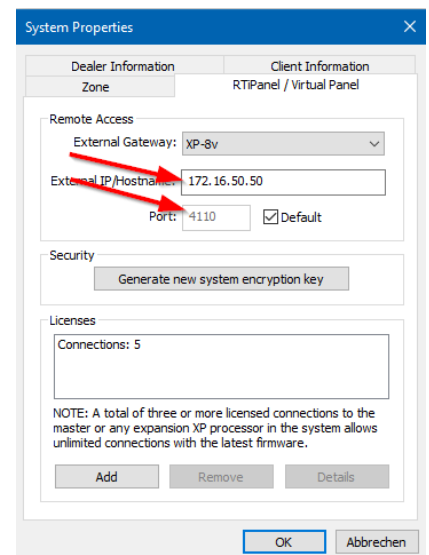 System Properties
Dealer Information
Client Information
Zone
RTiPanel / Virtual Panel
Remote Access
External Gateway: XP-8v
External IP/Hostname: 172.16.50.50
Port: 4110 Default
Security
Generate new system encryption key
Licenses
Connections: 5
NOTE: A total of three or more licensed connections to the
master or any expansion XP processor in the system allows
unlimited connections with the latest firmware.
Add Remove Details
OK Abbrechen